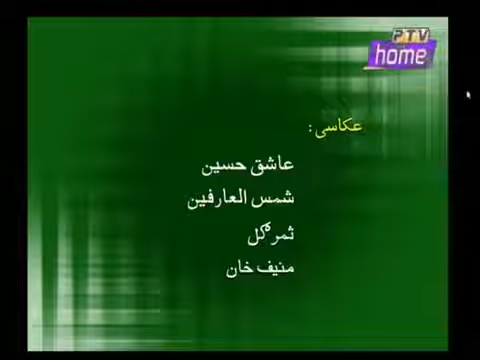 PTV
home
عکاسی:
عاشق حسین
شمس العارفین
ثمر گل
منیف خان